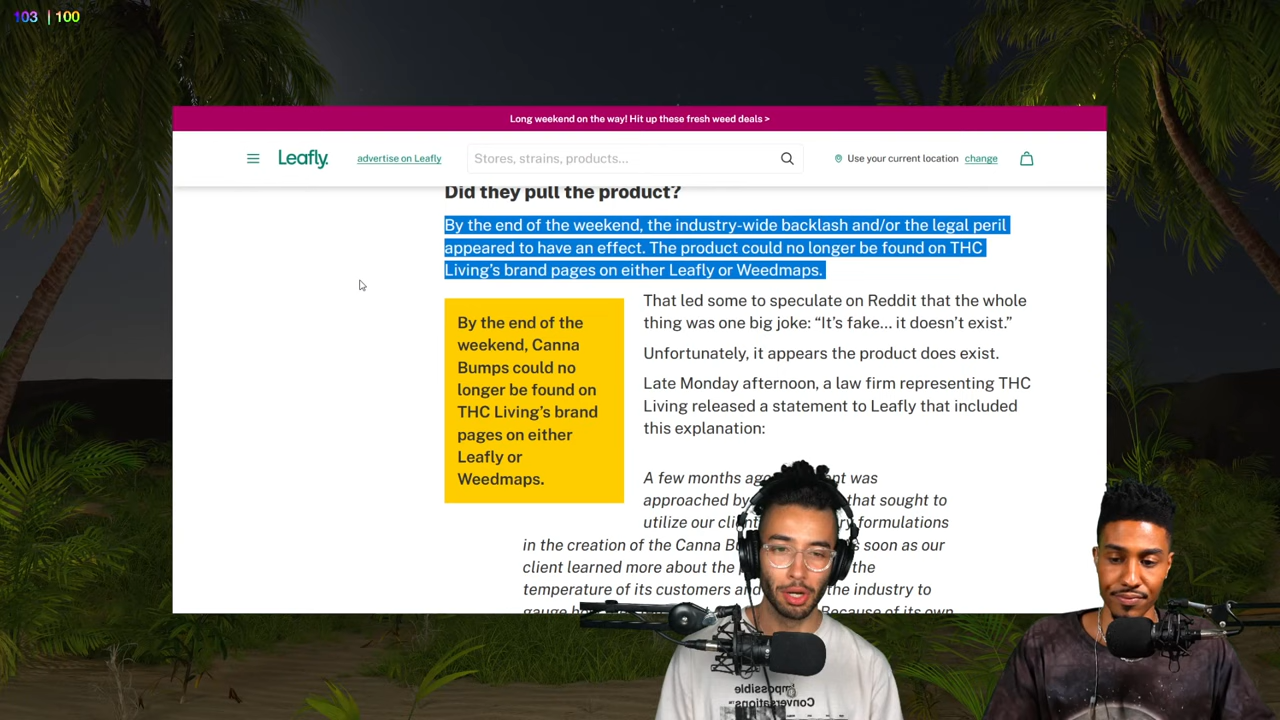 103 | 100
Long weekend on the way! Hit up these fresh weed deals >
Leafly.
advertise on Leafly
Stores, strains, products...
Use your current location change
Did they pull the product?
By the end of the weekend, the industry-wide backlash and/or the legal peril
appeared to have an effect. The product could no longer be found on THC
Living's brand pages on either Leafly or Weedmaps.
By the end of the
weekend, Canna
Bumps could no
longer be found on
THC Living's brand
pages on either
Leafly or
Weedmaps.
That led some to speculate on Reddit that the whole
thing was one big joke: “It's fake... it doesn't exist.”
Unfortunately, it appears the product does exist.
Late Monday afternoon, a law firm representing THC
Living released a statement to Leafly that included
this explanation:
A few months ago was
approached by that sought to
utilize our formulations
in the creation of the Canna soon as our
client learned more about the the
temperature of its customers the industry to
gauge Because of its own
Impossible
Conversations